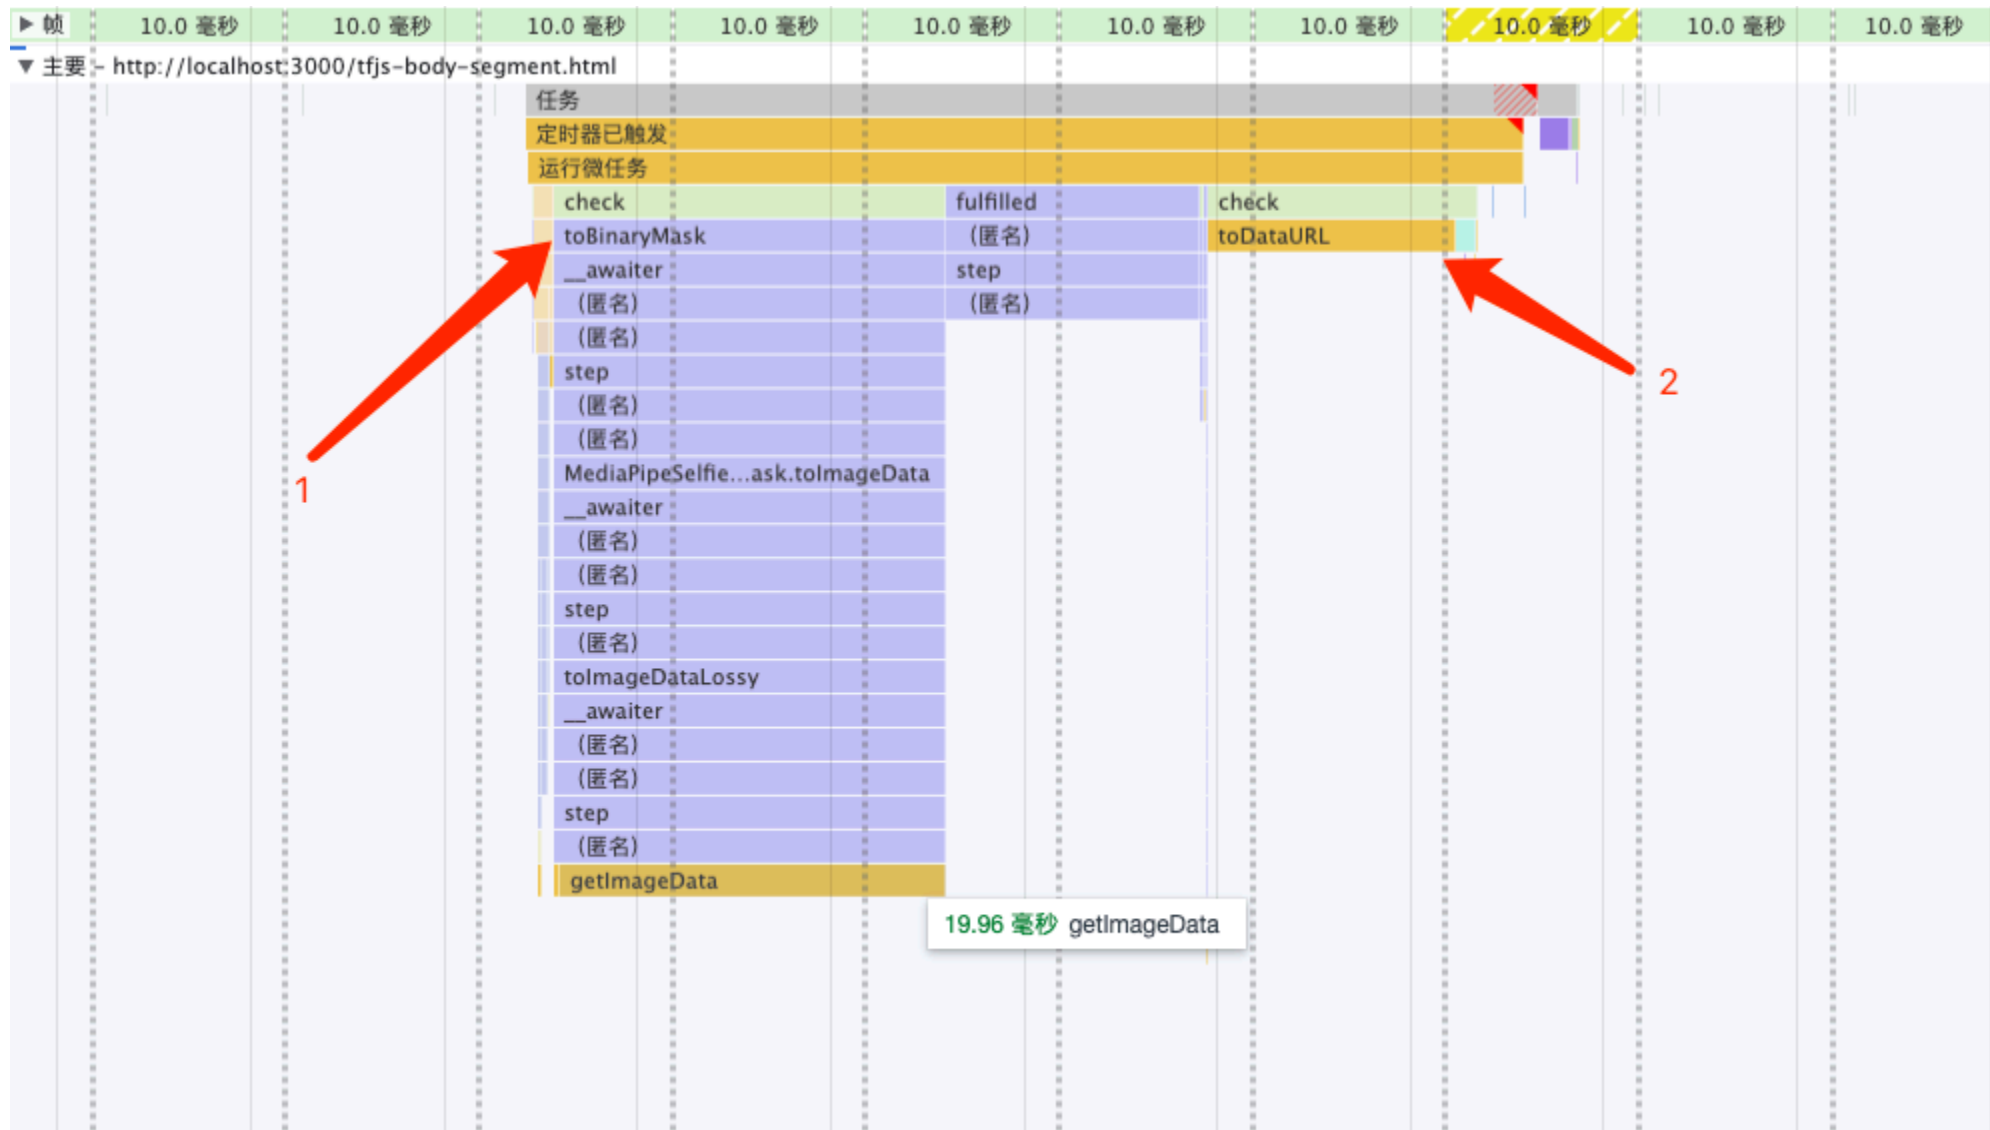 ▶ 帧 10.0 毫秒 10.0 毫秒 10.0 毫秒 10.0 毫秒 10.0 毫秒 10.0 毫秒 10.0 毫秒 10.0 毫秒 10.0 毫秒 10.0 毫秒
▼ 主要 – http://localhost:3000/tfjs-body-segment.html
任务
定时器已触发
运行微任务
check fulfilled check
toBinaryMask (匿名) toDataURL
__awaiter step
(匿名) (匿名)
(匿名)
step
(匿名)
(匿名)
MediaPipeSelfie...ask.toImageData
__awaiter
(匿名)
(匿名)
step
(匿名)
toImageDataLossy
__awaiter
(匿名)
(匿名)
step
(匿名)
getImageData
19.96 毫秒 getImageData
1
2